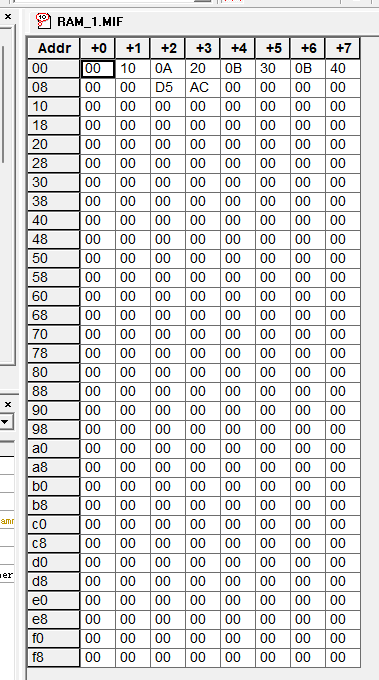 RAM_1.MIF
Addr +0 +1 +2 +3 +4 +5 +6 +7
00 00 10 0A 20 0B 30 0B 40
08 00 00 D5 AC 00 00 00 00
10 00 00 00 00 00 00 00 00
18 00 00 00 00 00 00 00 00
20 00 00 00 00 00 00 00 00
28 00 00 00 00 00 00 00 00
30 00 00 00 00 00 00 00 00
38 00 00 00 00 00 00 00 00
40 00 00 00 00 00 00 00 00
48 00 00 00 00 00 00 00 00
50 00 00 00 00 00 00 00 00
58 00 00 00 00 00 00 00 00
60 00 00 00 00 00 00 00 00
68 00 00 00 00 00 00 00 00
70 00 00 00 00 00 00 00 00
78 00 00 00 00 00 00 00 00
80 00 00 00 00 00 00 00 00
88 00 00 00 00 00 00 00 00
90 00 00 00 00 00 00 00 00
98 00 00 00 00 00 00 00 00
a0 00 00 00 00 00 00 00 00
a8 00 00 00 00 00 00 00 00
b0 00 00 00 00 00 00 00 00
b8 00 00 00 00 00 00 00 00
c0 00 00 00 00 00 00 00 00
c8 00 00 00 00 00 00 00 00
d0 00 00 00 00 00 00 00 00
d8 00 00 00 00 00 00 00 00
e0 00 00 00 00 00 00 00 00
e8 00 00 00 00 00 00 00 00
f0 00 00 00 00 00 00 00 00
f8 00 00 00 00 00 00 00 00